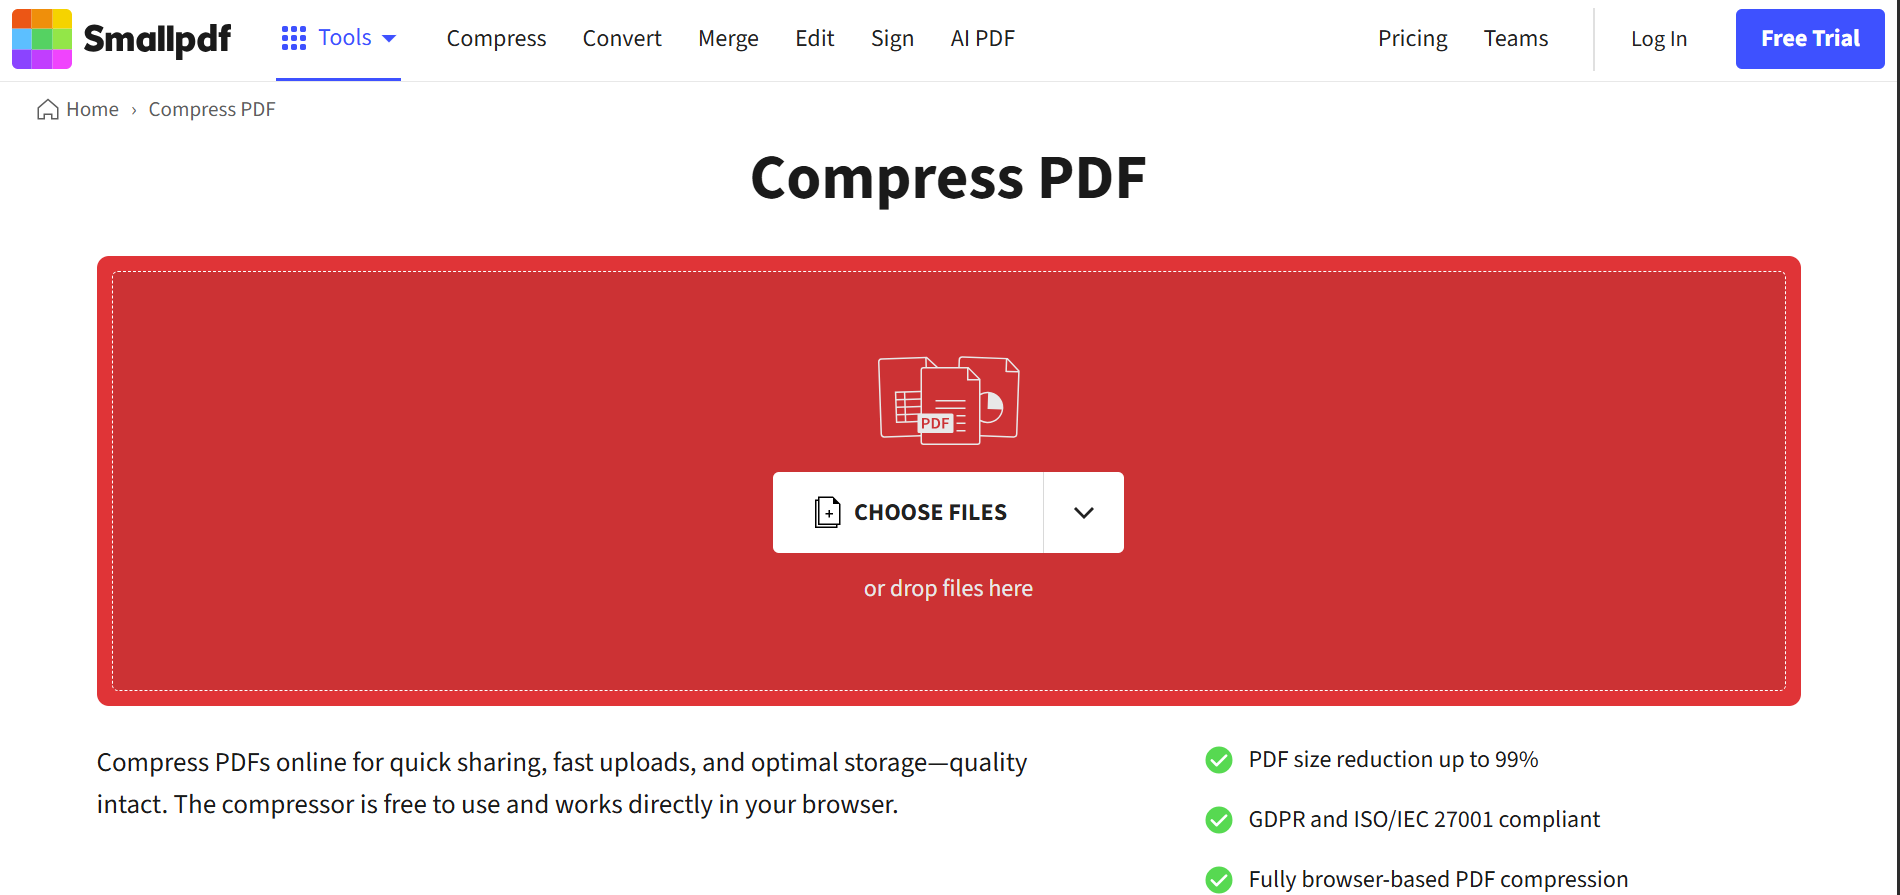 Smallpdf
Tools
Compress
Convert
Merge
Edit
Sign
AI PDF
Pricing
Teams
Log In
Free Trial
Home › Compress PDF
Compress PDF
PDF
CHOOSE FILES
or drop files here
Compress PDFs online for quick sharing, fast uploads, and optimal storage—quality
intact. The compressor is free to use and works directly in your browser.
PDF size reduction up to 99%
GDPR and ISO/IEC 27001 compliant
Fully browser-based PDF compression